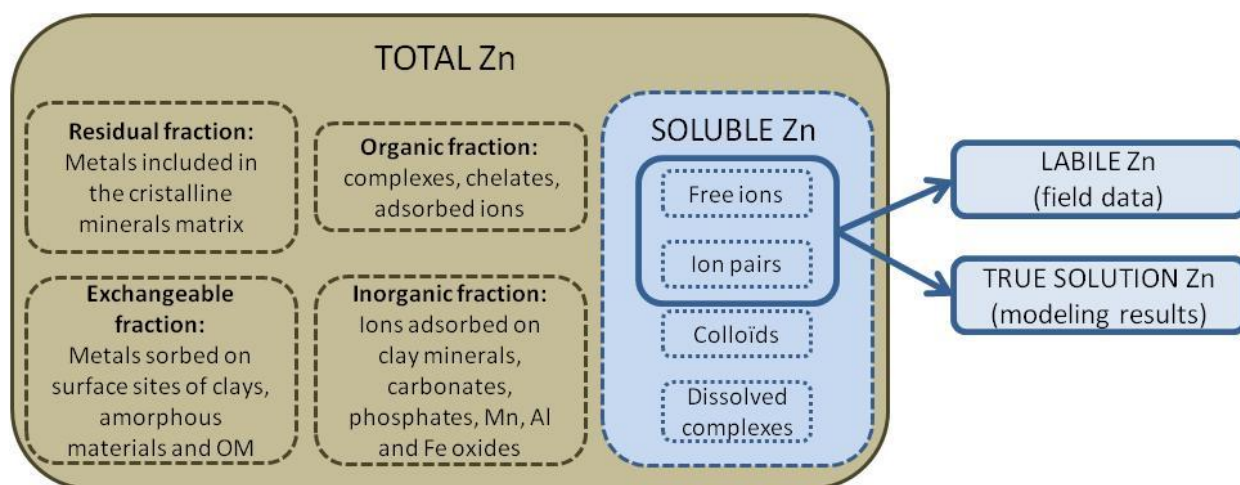 TOTAL Zn
Residual fraction:
Metals included in
the cristalline
minerals matrix
Organic fraction:
complexes, chelates,
adsorbed ions
Exchangeable
fraction:
Metals sorbed on
surface sites of clays,
amorphous
materials and OM
Inorganic fraction:
Ions adsorbed on
clay minerals,
carbonates,
phosphates, Mn, Al
and Fe oxides
SOLUBLE Zn
Free ions
Ion pairs
Colloïds
Dissolved
complexes
LABILE Zn
(field data)
TRUE SOLUTION Zn
(modeling results)